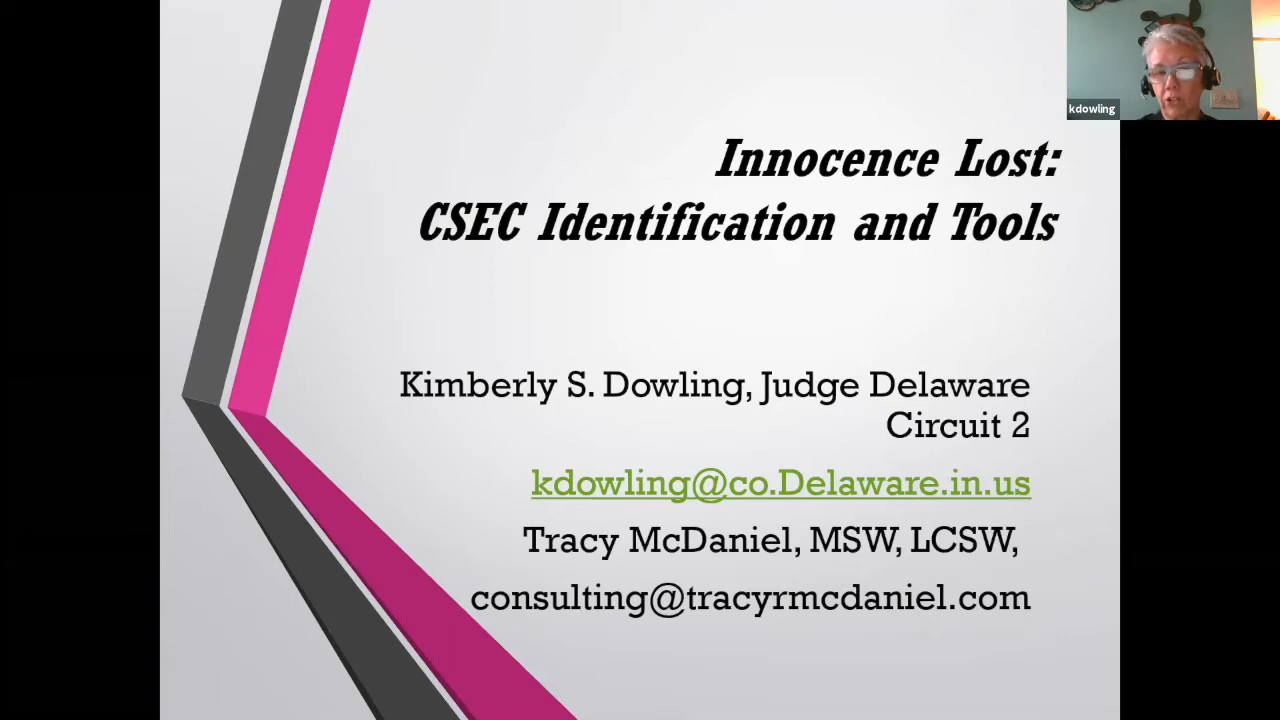 kdowling
Innocence Lost:
CSEC Identification and Tools
Kimberly S. Dowling, Judge Delaware
Circuit 2
kdowling@co.Delaware.in.us
Tracy McDaniel, MSW, LCSW,
consulting@tracyrmcdaniel.com